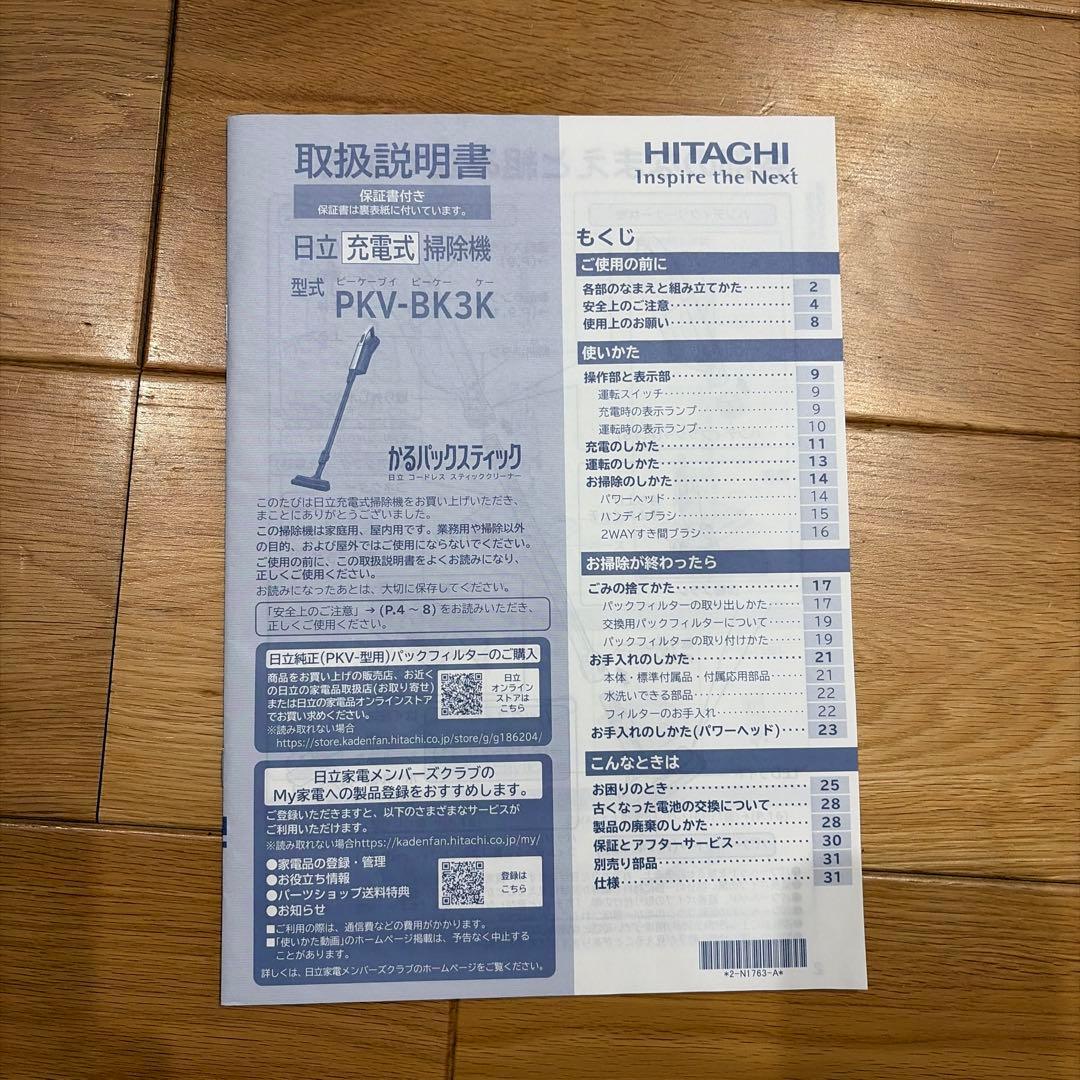 取扱説明書
保証書付き
保証書は裏表紙に付いています。
日立 充電式 掃除機
ピーケーブイ ビーケー ケー
型式 PKV-BK3K
かるパックスティック
日立 コードレス スティッククリーナー
このたびは日立充電式掃除機をお買い上げいただき、
まことにありがとうございました。
この掃除機は家庭用、屋内用です。業務用や掃除以外
の目的、および屋外ではご使用にならないでください。
ご使用の前に、この取扱説明書をよくお読みになり、
正しくご使用ください。
お読みになったあとは、大切に保存してください。
「安全上のご注意」→ (P.4 ～ 8) をお読みいただき、
正しくご使用ください。
日立純正(PKV-型用)パックフィルターのご購入
商品をお買い上げの販売店、お近く
の日立の家電品取扱店(お取り寄せ)
または日立の家電品オンラインストア
でお買い求めください。
日立
オンライン
ストアは
こちら
※読み取れない場合
https://store.kadenfan.hitachi.co.jp/store/g/g186204/
日立家電メンバーズクラブの
My家電への製品登録をおすすめします。
ご登録いただきますと、以下のさまざまなサービスが
ご利用いただけます。
※読み取れない場合https://kadenfan.hitachi.co.jp/my/
●家電品の登録・管理
●お役立ち情報
●パーツショップ送料特典
●お知らせ
登録は
こちら
■ご利用の際は、通信費などの費用がかかります。
■「使いかた動画」のホームページ掲載は、予告なく中止する
ことがあります。
詳しくは、日立家電メンバーズクラブのホームページをご覧ください。
HITACHI
Inspire the Next
もくじ
ご使用の前に
各部のなまえと組み立てかた········ 2
安全上のご注意···················· 4
使用上のお願い···················· 8
使いかた
操作部と表示部···················· 9
運転スイッチ···················· 9
充電時の表示ランプ·············· 9
運転時の表示ランプ·············· 10
充電のしかた······················ 11
運転のしかた······················ 13
お掃除のしかた···················· 14
パワーヘッド···················· 14
ハンディブラシ·················· 15
2WAYすき間ブラシ··············· 16
お掃除が終わったら
ごみの捨てかた···················· 17
パックフィルターの取り出しかた······ 17
交換用パックフィルターについて······ 19
パックフィルターの取り付けかた······ 19
お手入れのしかた·················· 21
本体・標準付属品・付属応用部品····· 21
水洗いできる部品················ 22
フィルターのお手入れ············ 22
お手入れのしかた(パワーヘッド)···· 23
こんなときは
お困りのとき······················ 25
古くなった電池の交換について······ 28
製品の廃棄のしかた················ 28
保証とアフターサービス············ 30
別売り部品························ 31
仕様······························ 31
*2-N1763-A*